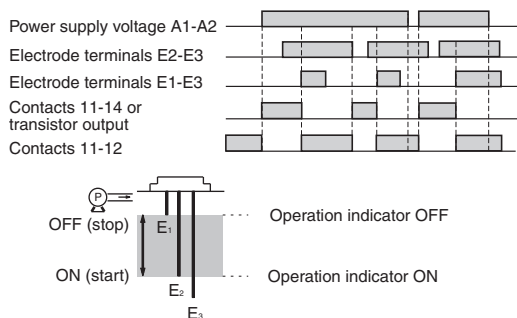 Power supply voltage A1-A2
Electrode terminals E2-E3
Electrode terminals E1-E3
Contacts 11-14 or
transistor output
Contacts 11-12
P
OFF (stop)
E1
Operation indicator OFF
ON (start)
E2
Operation indicator ON
E3